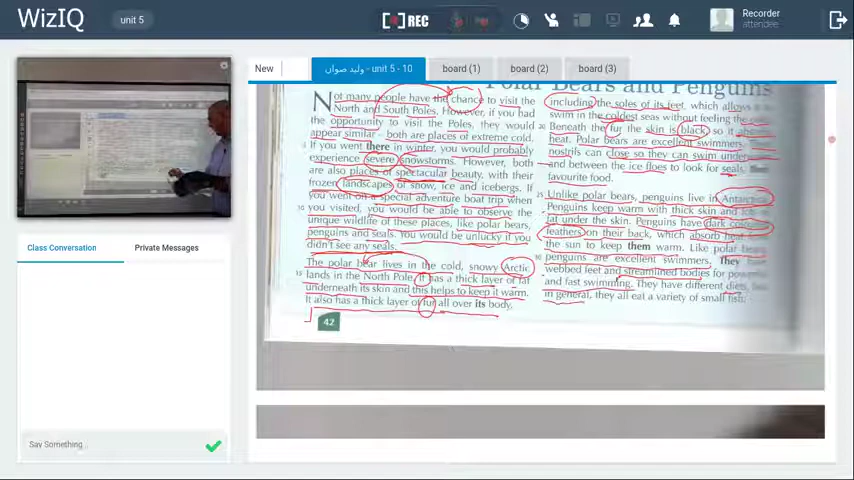 WizIQ
unit 5
REC
Recorder
attendee
New
وليد صوان - unit 5 - 10
board (1)
board (2)
board (3)
Class Conversation
Private Messages
Say Something...
Polar Bears and Penguins
Not many people have the chance to visit the
North and South Poles. However, if you had
the opportunity to visit the Poles, they would
appear similar – both are places of extreme cold.
If you went there in winter, you would probably
experience severe snowstorms. However, both
are also places of spectacular beauty, with their
frozen landscapes of snow, ice and icebergs. If
you went on a special adventure boat trip when
10 you visited, you would be able to observe the
unique wildlife of these places, like polar bears,
penguins and seals. You would be unlucky if you
didn't see any seals.
The polar bear lives in the cold, snowy Arctic
15 lands in the North Pole. It has a thick layer of fat
underneath its skin and this helps to keep it warm.
It also has a thick layer of fur all over its body,
42
including the soles of its feet, which allows
swim in the coldest seas without feeling the
20 Beneath the fur the skin is black so it
heat. Polar bears are excellent swimmers.
nostrils can close so they can swim
and between the ice floes to look for seals,
favourite food.
25 Unlike polar bears, penguins live in Antarctica
Penguins keep warm with thick skin and
fat under the skin. Penguins have dark
feathers on their back, which absorb
the sun to keep them warm. Like polar
30 penguins are excellent swimmers. They
webbed feet and streamlined bodies for
and fast swimming. They have different diets,
in general, they all eat a variety of small fish.